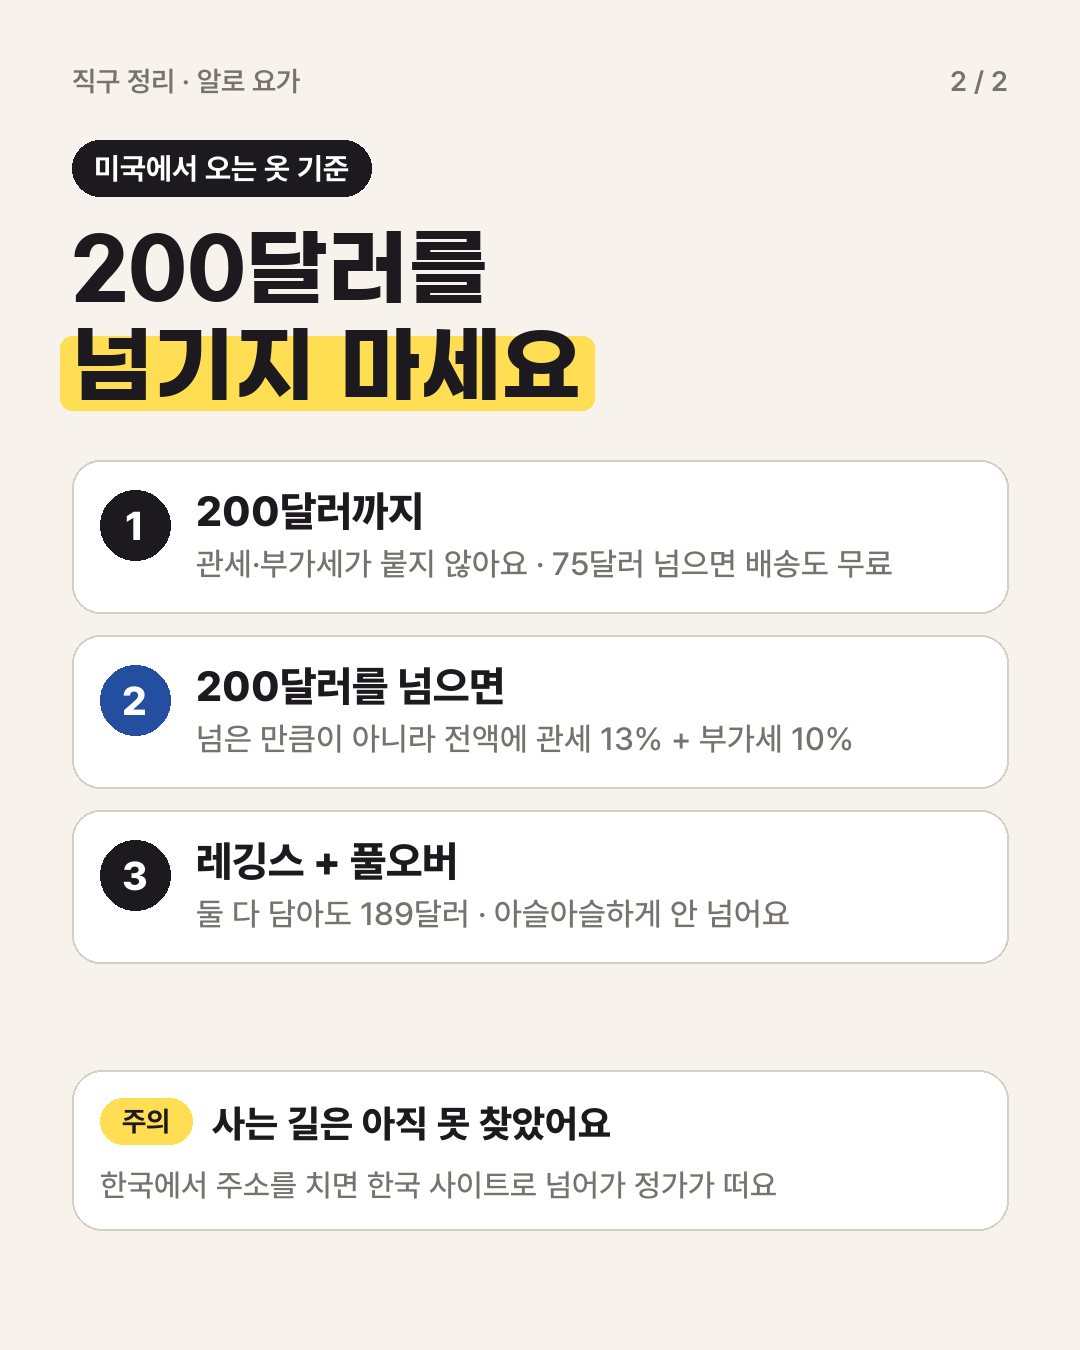 직구 정리 · 알로 요가
2 / 2
미국에서 오는 옷 기준
200달러를
넘기지 마세요
1
200달러까지
관세·부가세가 붙지 않아요 · 75달러 넘으면 배송도 무료
2
200달러를 넘으면
넘은 만큼이 아니라 전액에 관세 13% + 부가세 10%
3
레깅스 + 풀오버
둘 다 담아도 189달러 · 아슬아슬하게 안 넘어요
주의 사는 길은 아직 못 찾았어요
한국에서 주소를 치면 한국 사이트로 넘어가 정가가 떠요